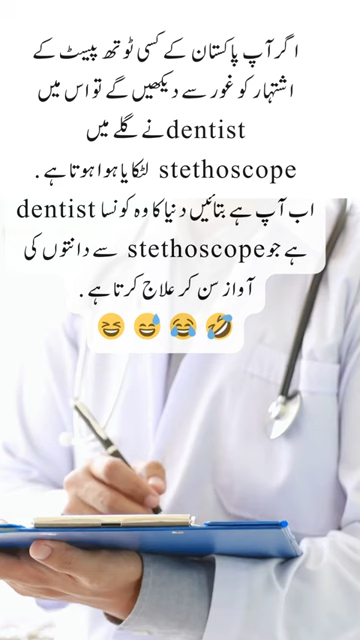 اگر آپ پاکستان کے کسی ٹوتھ پیسٹ کے
اشتہار کو غور سے دیکھیں گے تو اس میں
dentist نے گلے میں
stethoscope لٹکایا ہوا ہوتا ہے .
اب آپ ہے بتائیں دنیا کا وہ کونسا dentist
ہے جو stethoscope سے دانتوں کی
آواز سن کر علاج کرتا ہے .
😆 😅 😂 🤣